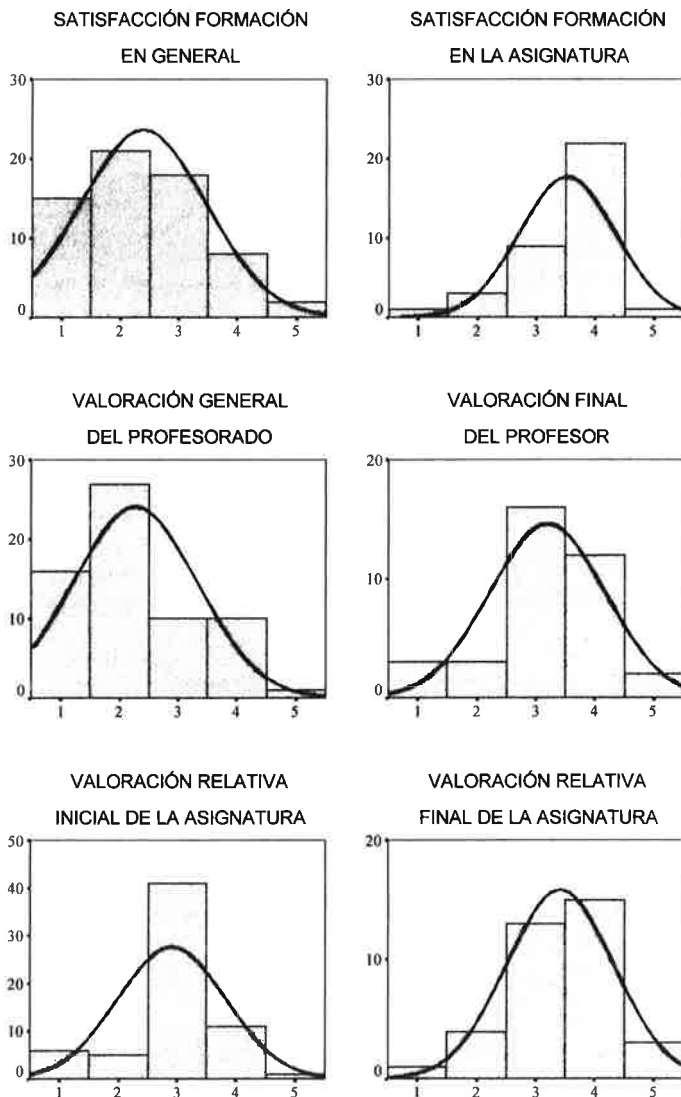 SATISFACCIÓN FORMACIÓN
EN GENERAL
30
20
10
0
1 2 3 4 5
SATISFACCIÓN FORMACIÓN
EN LA ASIGNATURA
30
20
10
0
1 2 3 4 5
VALORACIÓN GENERAL
DEL PROFESORADO
30
20
10
0
1 2 3 4 5
VALORACIÓN FINAL
DEL PROFESOR
20
10
0
1 2 3 4 5
VALORACIÓN RELATIVA
INICIAL DE LA ASIGNATURA
50
40
30
20
10
0
1 2 3 4 5
VALORACIÓN RELATIVA
FINAL DE LA ASIGNATURA
20
10
0
1 2 3 4 5